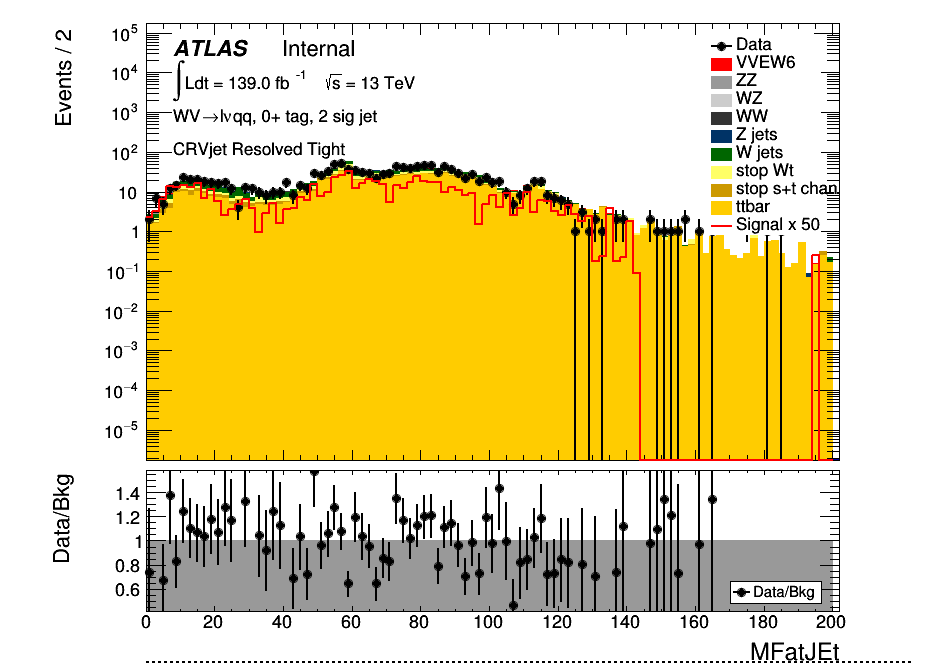 Events / 2
10⁵
10⁴
10³
10²
10
1
10⁻¹
10⁻²
10⁻³
10⁻⁴
10⁻⁵
ATLAS Internal
∫Ldt = 139.0 fb⁻¹ √s = 13 TeV
WV→lνqq, 0+ tag, 2 sig jet
CRVjet Resolved Tight
Data
VVEW6
ZZ
WZ
WW
Z jets
W jets
stop Wt
stop s+t chan
ttbar
Signal x 50
Data/Bkg
1.4
1.2
1
0.8
0.6
Data/Bkg
0 20 40 60 80 100 120 140 160 180 200
MFatJEt